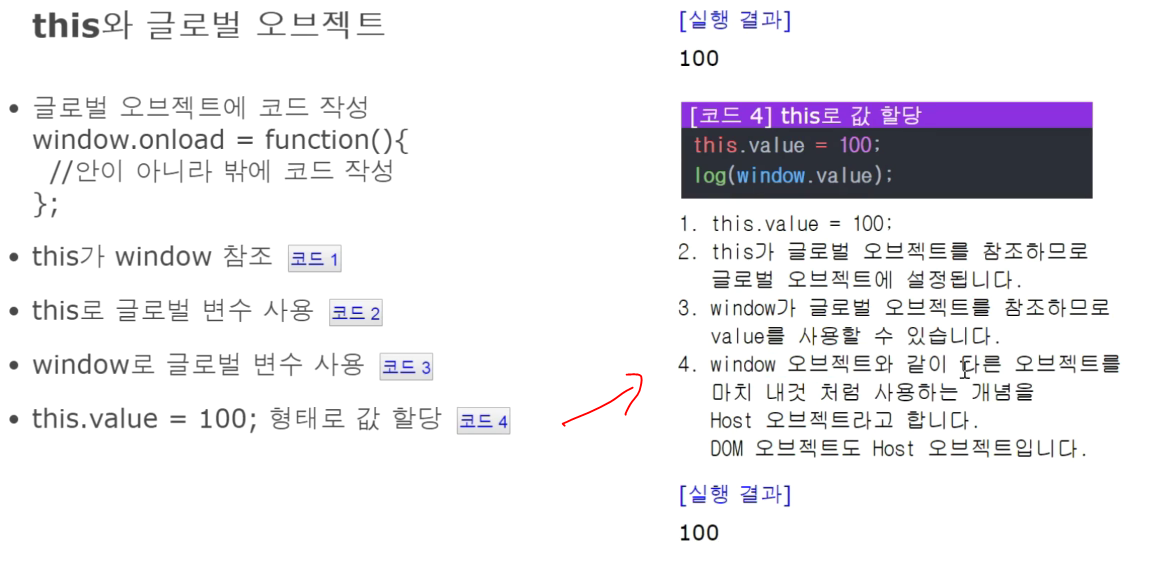 this와 글로벌 오브젝트
• 글로벌 오브젝트에 코드 작성
window.onload = function(){
//안이 아니라 밖에 코드 작성
};
• this가 window 참조 코드 1
• this로 글로벌 변수 사용 코드 2
• window로 글로벌 변수 사용 코드 3
• this.value = 100; 형태로 값 할당 코드 4
[실행 결과]
100
[코드 4] this로 값 할당
this.value = 100;
log(window.value);
1. this.value = 100;
2. this가 글로벌 오브젝트를 참조하므로
글로벌 오브젝트에 설정됩니다.
3. window가 글로벌 오브젝트를 참조하므로
value를 사용할 수 있습니다.
4. window 오브젝트와 같이 다른 오브젝트를
마치 내것 처럼 사용하는 개념을
Host 오브젝트라고 합니다.
DOM 오브젝트도 Host 오브젝트입니다.
[실행 결과]
100